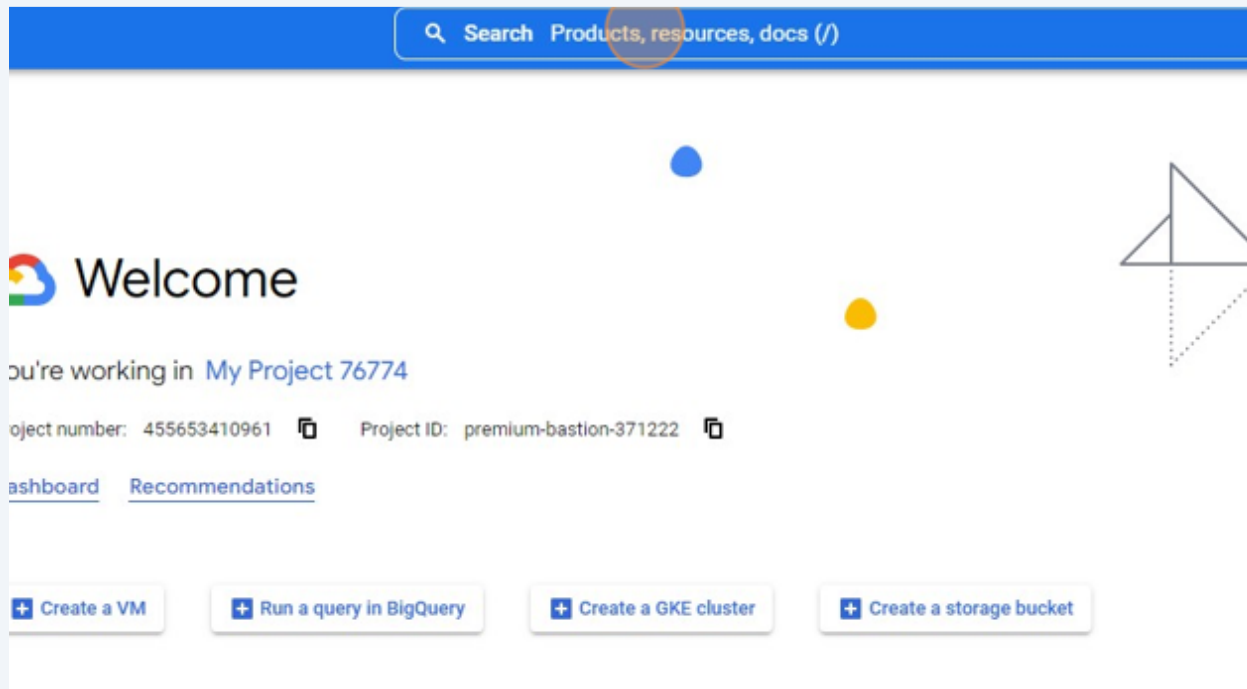 Search Products, resources, docs (/)
Welcome
ou're working in My Project 76774
oject number: 455653410961 Project ID: premium-bastion-371222
ashboard Recommendations
Create a VM Run a query in BigQuery Create a GKE cluster Create a storage bucket